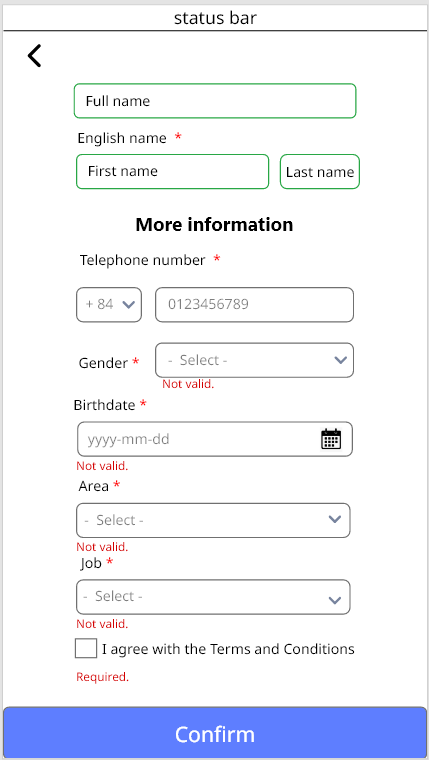 status bar
Full name
English name *
First name Last name
More information
Telephone number *
+ 84 0123456789
Gender * - Select -
Not valid.
Birthdate *
yyyy-mm-dd
Not valid.
Area *
- Select -
Not valid.
Job *
- Select -
Not valid.
I agree with the Terms and Conditions
Required.
Confirm